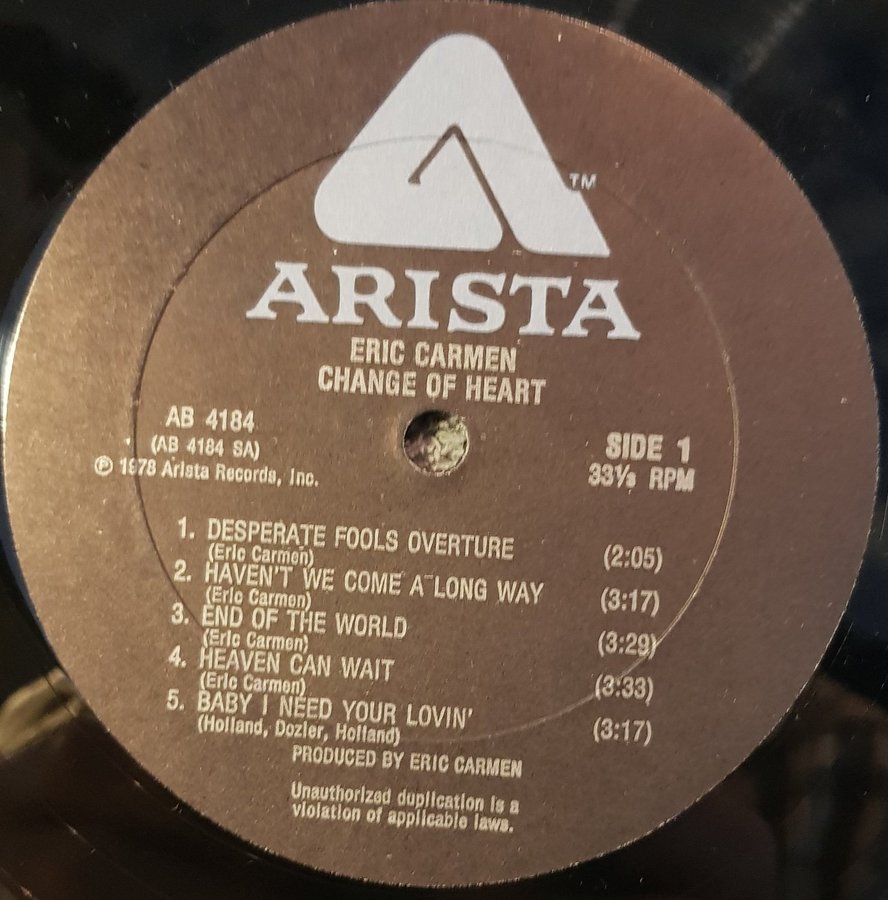 TM
ARISTA
ERIC CARMEN
CHANGE OF HEART
AB 4184
(AB 4184 SA)
℗ 1978 Arista Records, Inc.
SIDE 1
33⅓ RPM
1. DESPERATE FOOLS OVERTURE (2:05)
(Eric Carmen)
2. HAVEN'T WE COME A LONG WAY (3:17)
(Eric Carmen)
3. END OF THE WORLD (3:29)
(Eric Carmen)
4. HEAVEN CAN WAIT (3:33)
(Eric Carmen)
5. BABY I NEED YOUR LOVIN' (3:17)
(Holland, Dozier, Holland)
PRODUCED BY ERIC CARMEN
Unauthorized duplication is a
violation of applicable laws.